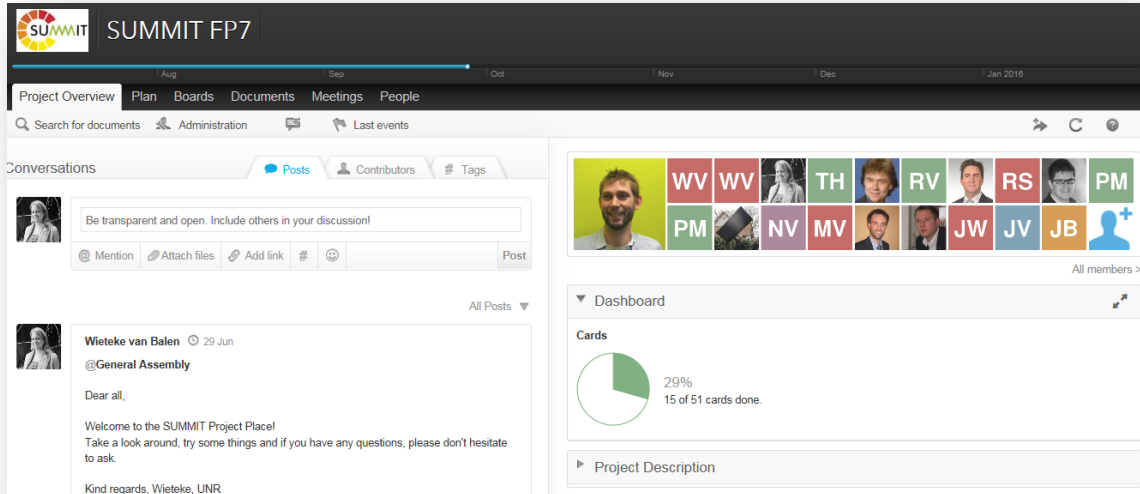 SUMMIT
SUMMIT FP7
Aug Sep Oct Nov Dec Jan 2016
Project Overview Plan Boards Documents Meetings People
Search for documents Administration Last events
Conversations
Posts Contributors # Tags
Be transparent and open. Include others in your discussion!
@ Mention Attach files Add link # Post
All Posts
Wieteke van Balen 29 Jun
@General Assembly
Dear all,
Welcome to the SUMMIT Project Place!
Take a look around, try some things and if you have any questions, please don't hesitate
to ask.
Kind regards, Wieteke, UNR
WV WV TH RV RS PM
PM NV MV JW JV JB
All members >
Dashboard
Cards
29%
15 of 51 cards done.
Project Description